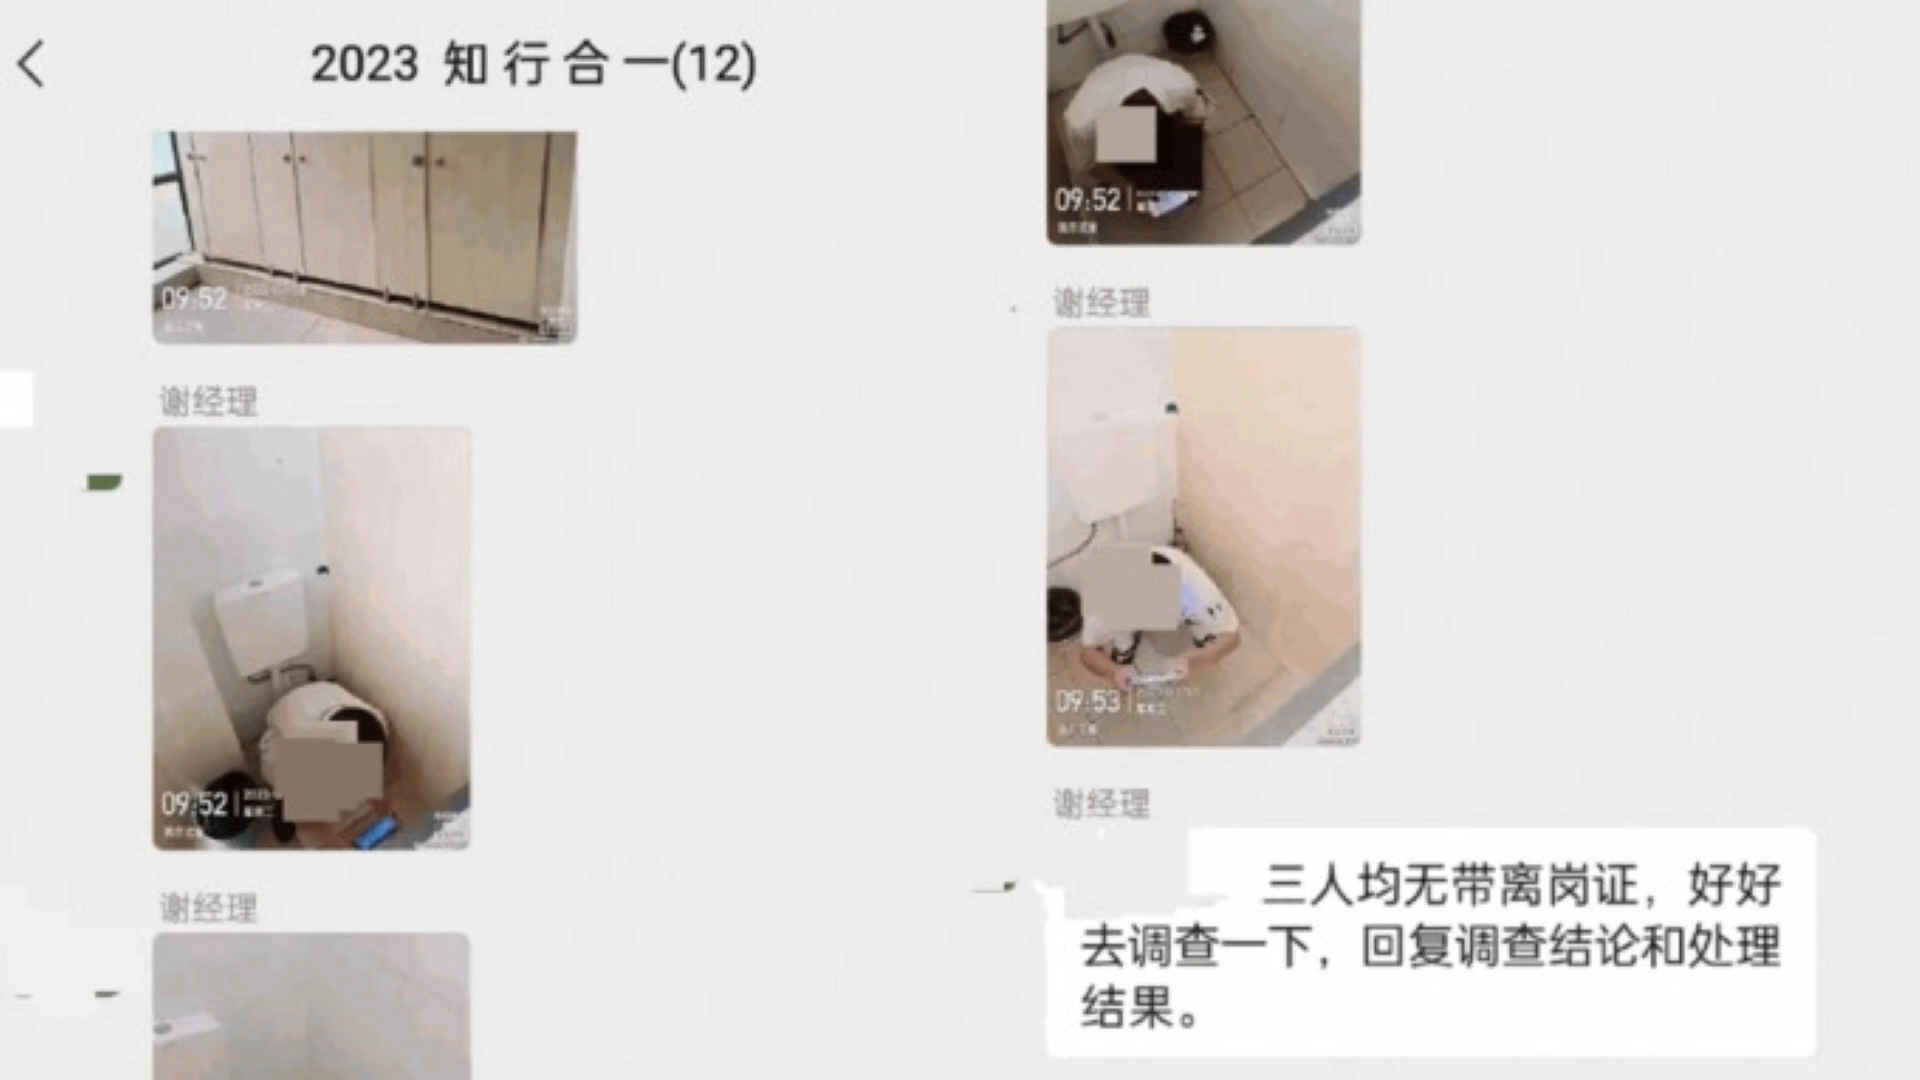 2023 知行合一(12)
09:52
谢经理
09:52
谢经理
09:52
谢经理
09:53
谢经理
三人均无带离岗证，好好
去调查一下，回复调查结论和处理
结果。